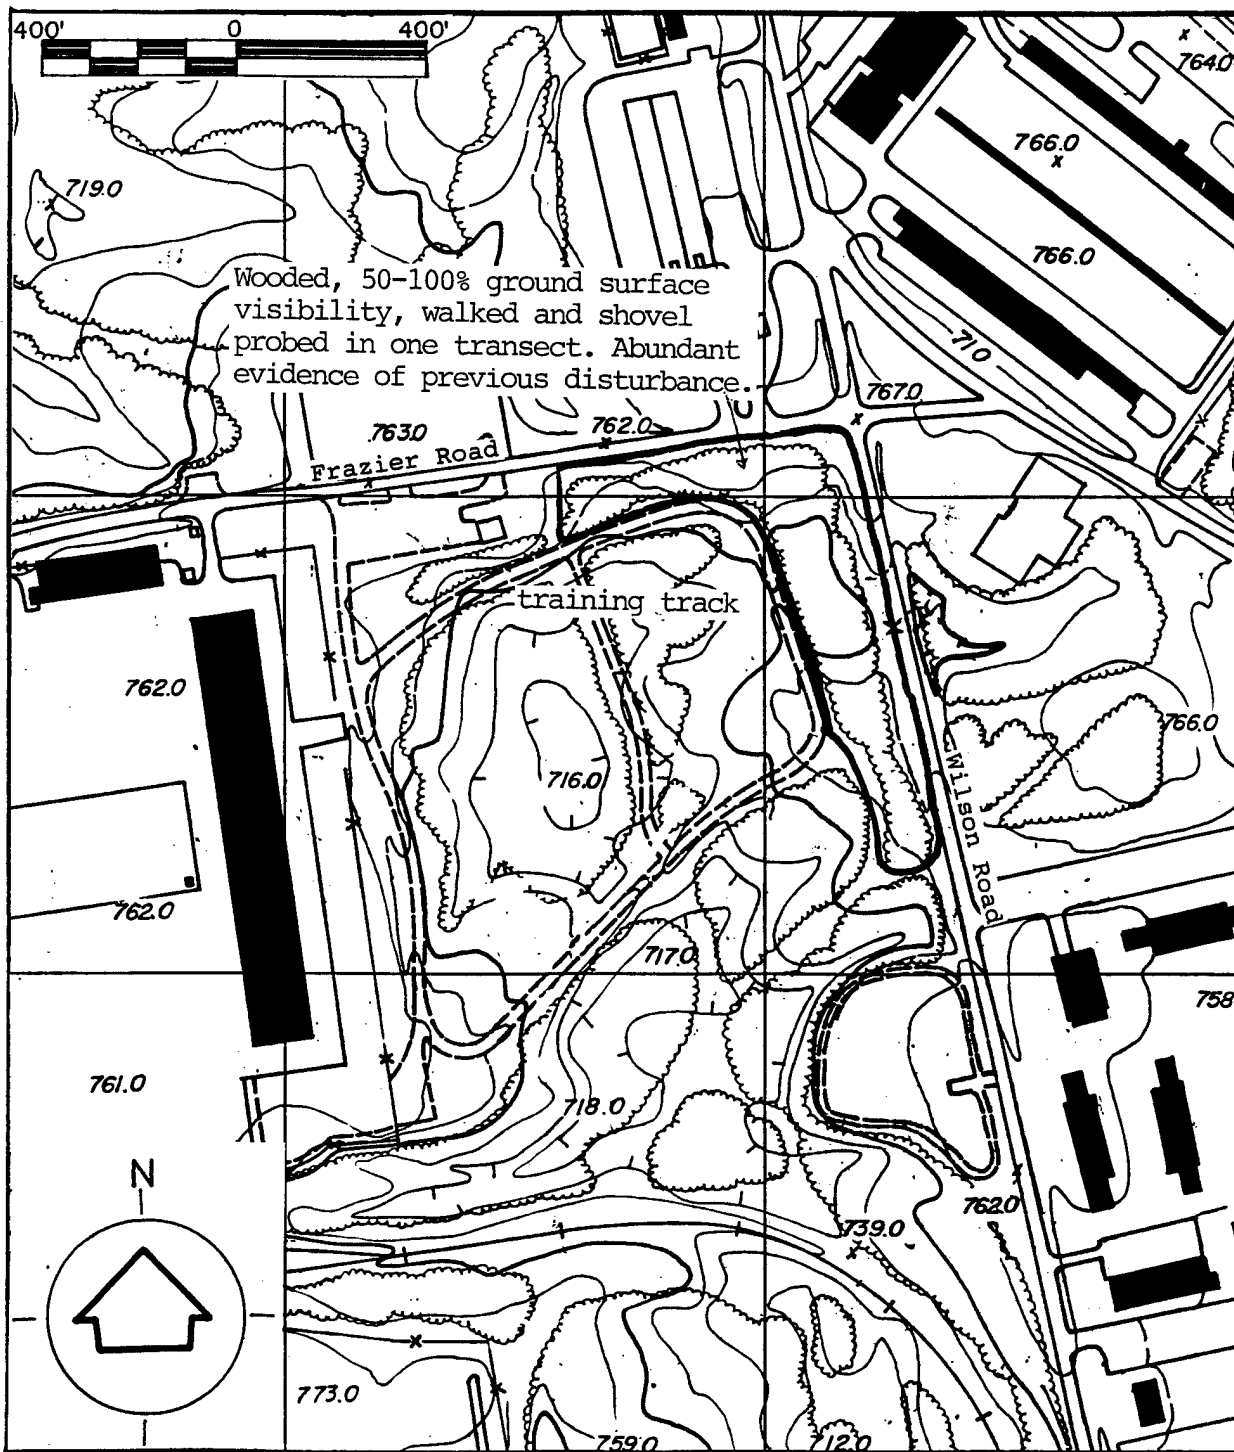 400' 0 400'
764.0
766.0
719.0
766.0
Wooded, 50-100% ground surface
visibility, walked and shovel
probed in one transect. Abundant
evidence of previous disturbance.
710
767.0
763.0
762.0
Frazier Road
training track
762.0
766.0
716.0
Wilson Road
762.0
717.0
758
761.0
718.0
N
762.0
739.0
773.0
759.0
712.0